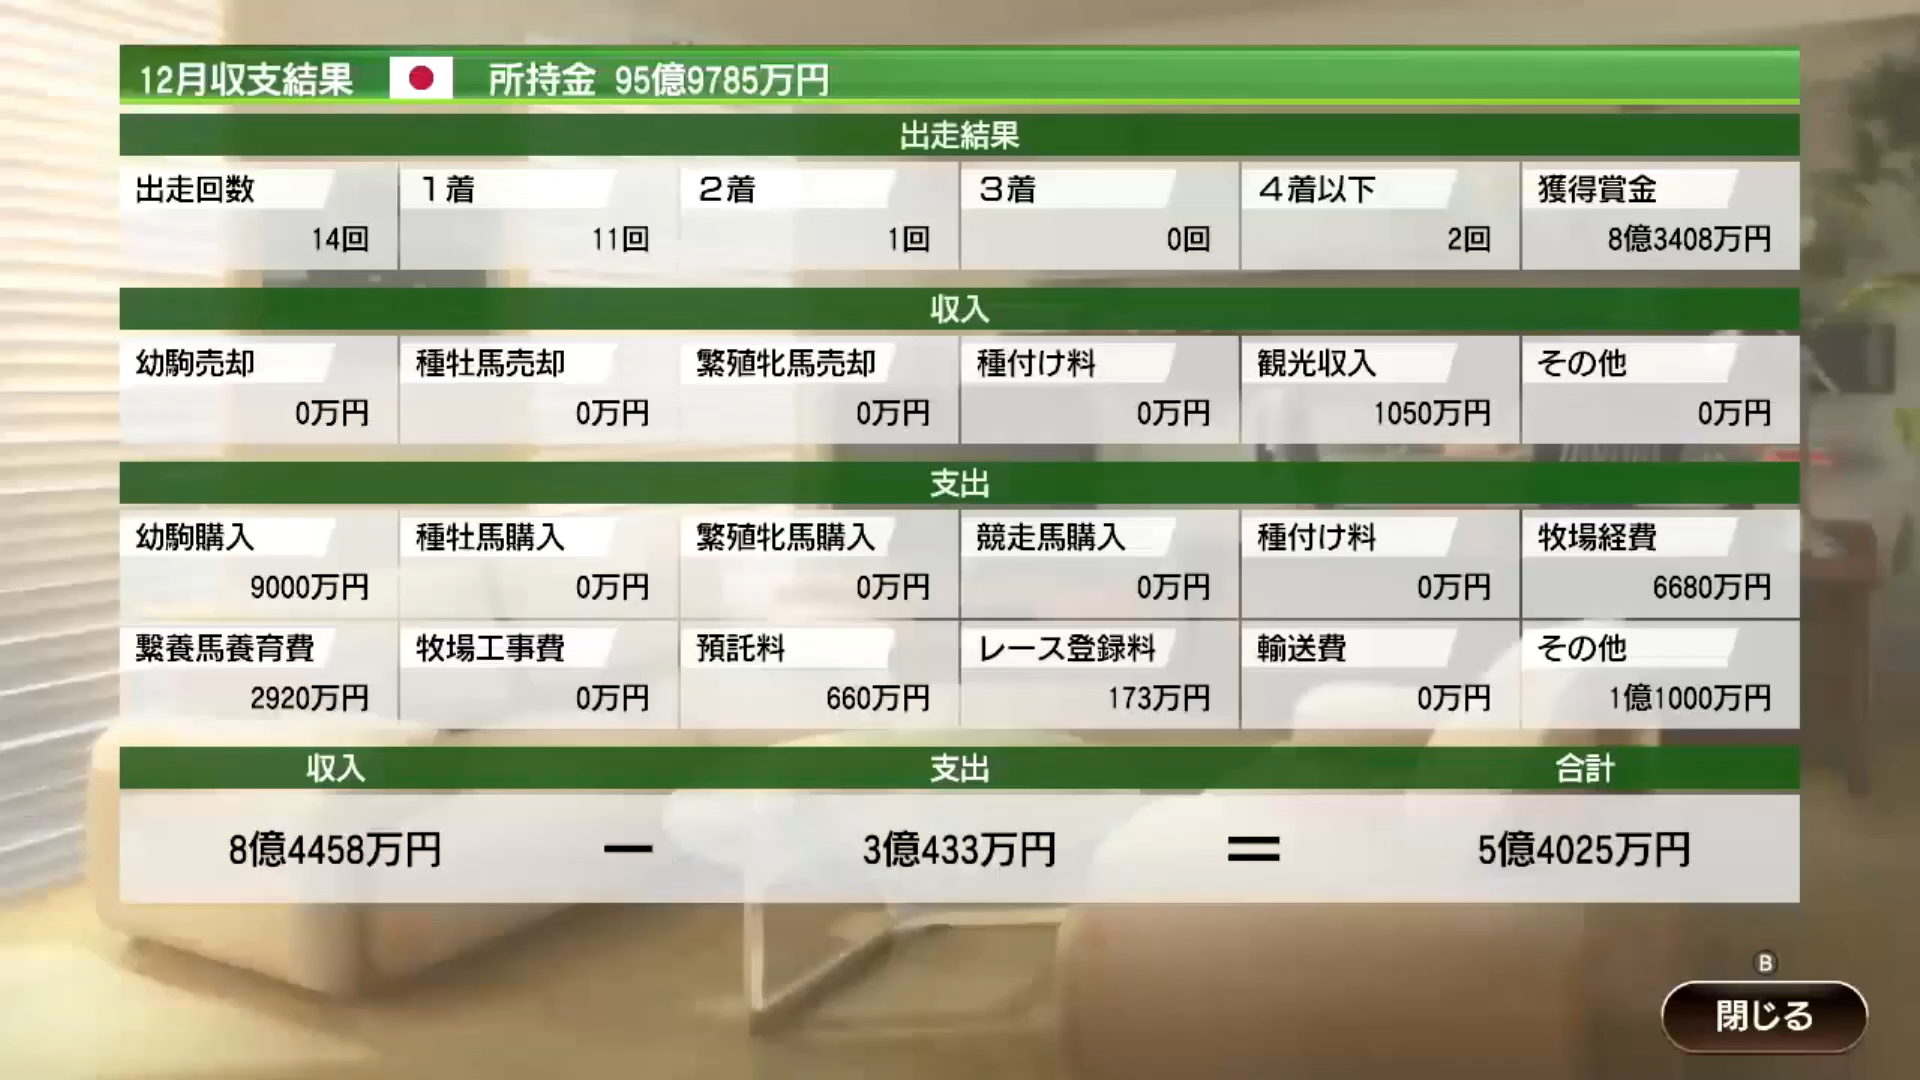 12月収支結果 所持金 95億9785万円
出走結果
出走回数 １着 ２着 ３着 ４着以下 獲得賞金
14回 11回 1回 0回 2回 8億3408万円
収入
幼駒売却 種牡馬売却 繁殖牝馬売却 種付け料 観光収入 その他
0万円 0万円 0万円 0万円 1050万円 0万円
支出
幼駒購入 種牡馬購入 繁殖牝馬購入 競走馬購入 種付け料 牧場経費
9000万円 0万円 0万円 0万円 0万円 6680万円
繋養馬養育費 牧場工事費 預託料 レース登録料 輸送費 その他
2920万円 0万円 660万円 173万円 0万円 1億1000万円
収入 支出 合計
8億4458万円 － 3億433万円 ＝ 5億4025万円
B
閉じる